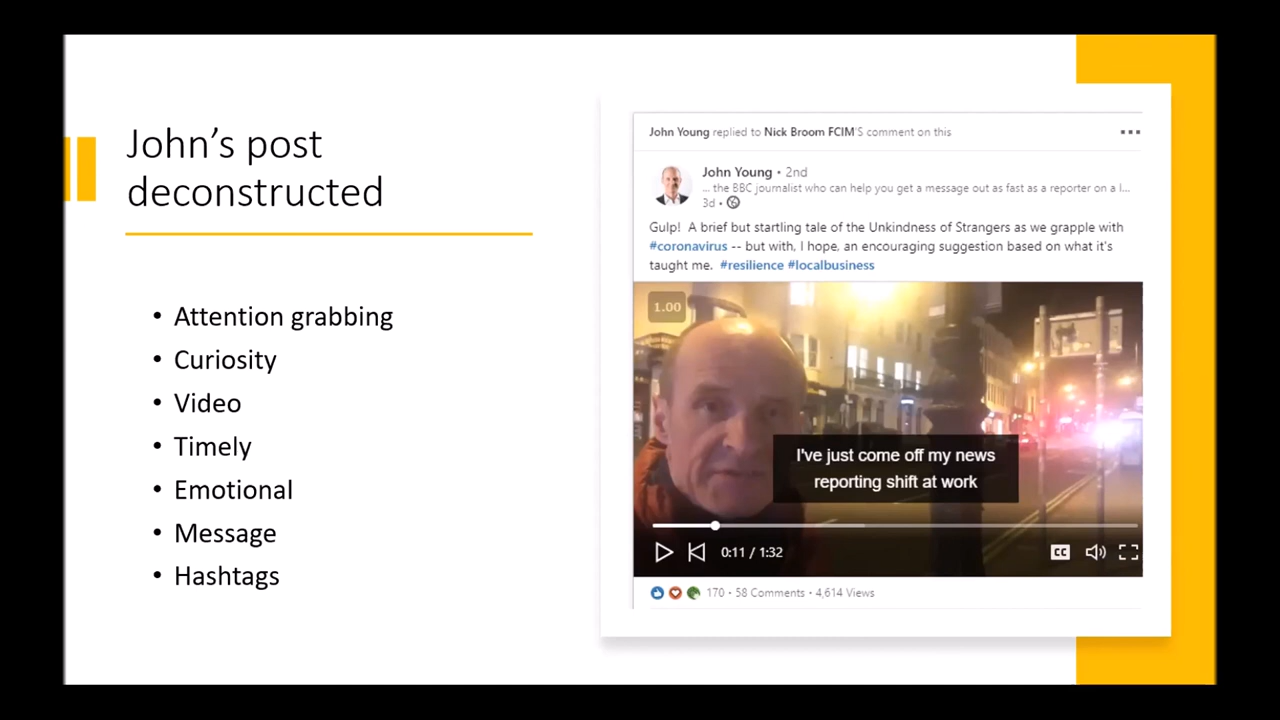 John's post
deconstructed
• Attention grabbing
• Curiosity
• Video
• Timely
• Emotional
• Message
• Hashtags
John Young replied to Nick Broom FCIM'S comment on this
John Young • 2nd
... the BBC journalist who can help you get a message out as fast as a reporter on a l...
3d •
Gulp! A brief but startling tale of the Unkindness of Strangers as we grapple with
#coronavirus -- but with, I hope, an encouraging suggestion based on what it's
taught me. #resilience #localbusiness
1.00
I've just come off my news
reporting shift at work
0:11 / 1:32
CC
170 • 58 Comments • 4,614 Views